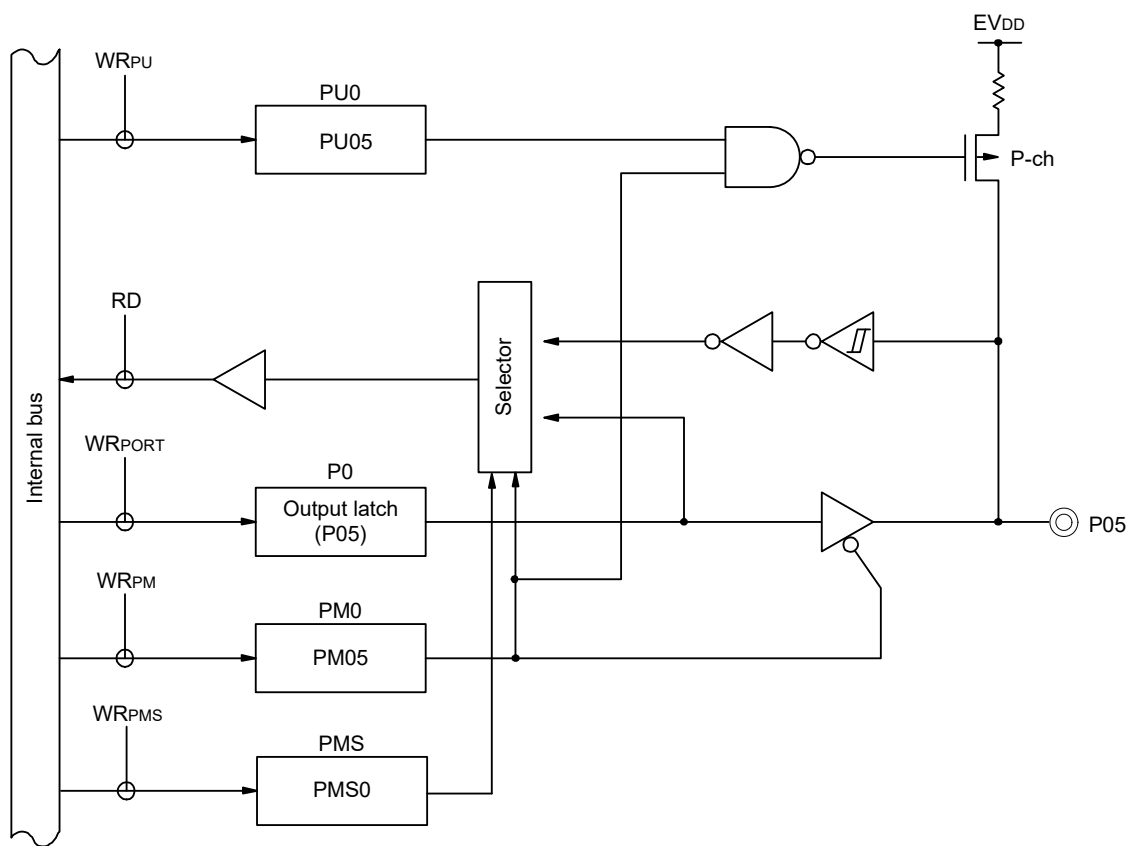 EVDD
WRPU
PU0
PU05
P-ch
RD
Selector
Internal bus
WRPORT
P0
Output latch
(P05)
P05
WRPM
PM0
PM05
WRPMS
PMS
PMS0